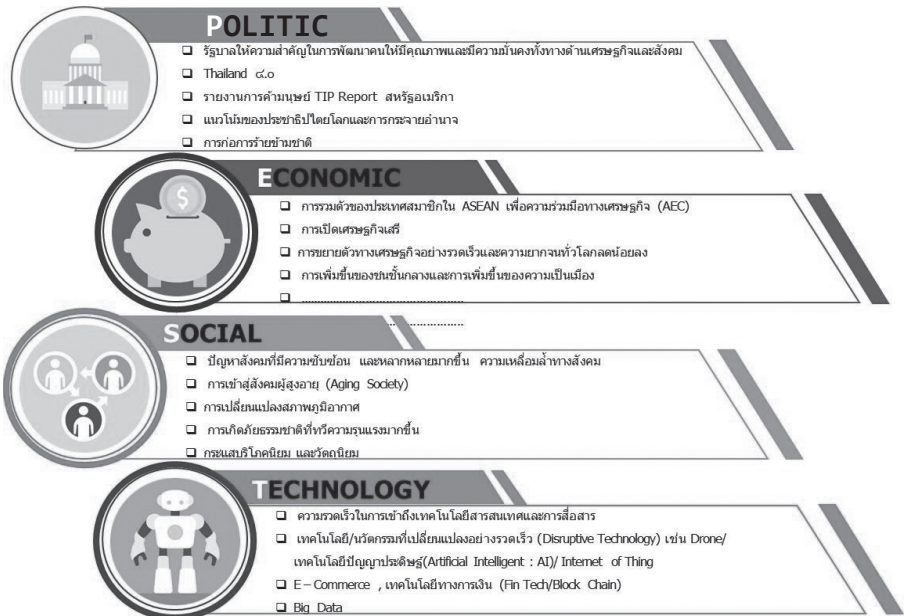 POLITIC
❑ รัฐบาลให้ความสำคัญในการพัฒนาคนให้มีคุณภาพและมีความมั่นคงทั้งทางด้านเศรษฐกิจและสังคม
❑ Thailand ๔.๐
❑ รายงานการค้ามนุษย์ TIP Report สหรัฐอเมริกา
❑ แนวโน้มของประชาธิปไตยโลกและการกระจายอำนาจ
❑ การก่อการร้ายข้ามชาติ
ECONOMIC
❑ การรวมตัวของประเทศสมาชิกใน ASEAN เพื่อความร่วมมือทางเศรษฐกิจ (AEC)
❑ การเปิดเศรษฐกิจเสรี
❑ การขยายตัวทางเศรษฐกิจอย่างรวดเร็วและความยากจนทั่วโลกลดน้อยลง
❑ การเพิ่มขึ้นของชนชั้นกลางและการเพิ่มขึ้นของความเป็นเมือง
❑ ....................................................
........................
SOCIAL
❑ ปัญหาสังคมที่มีความซับซ้อน และหลากหลายมากขึ้น ความเหลื่อมล้ำทางสังคม
❑ การเข้าสู่สังคมผู้สูงอายุ (Aging Society)
❑ การเปลี่ยนแปลงสภาพภูมิอากาศ
❑ การเกิดภัยธรรมชาติที่ทวีความรุนแรงมากขึ้น
❑ กระแสบริโภคนิยม และวัตถุนิยม
TECHNOLOGY
❑ ความรวดเร็วในการเข้าถึงเทคโนโลยีสารสนเทศและการสื่อสาร
❑ เทคโนโลยี/นวัตกรรมที่เปลี่ยนแปลงอย่างรวดเร็ว (Disruptive Technology) เช่น Drone/
เทคโนโลยีปัญญาประดิษฐ์(Artificial Intelligent : AI)/ Internet of Thing
❑ E – Commerce , เทคโนโลยีทางการเงิน (Fin Tech/Block Chain)
❑ Big Data